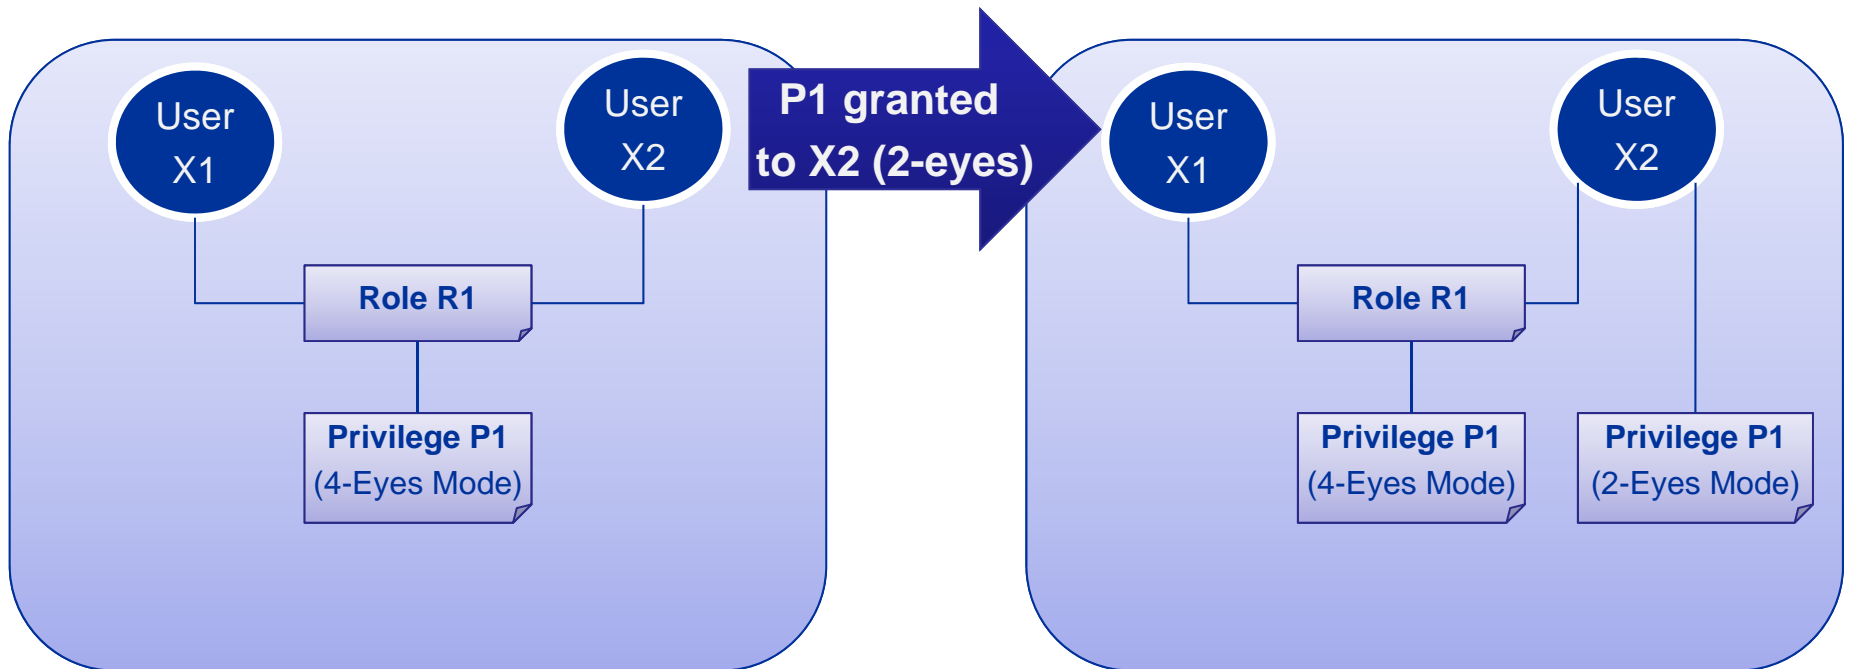 User
X1
User
X2
Role R1
Privilege P1
(4-Eyes Mode)
P1 granted
to X2 (2-eyes)
User
X1
User
X2
Role R1
Privilege P1
(4-Eyes Mode)
Privilege P1
(2-Eyes Mode)